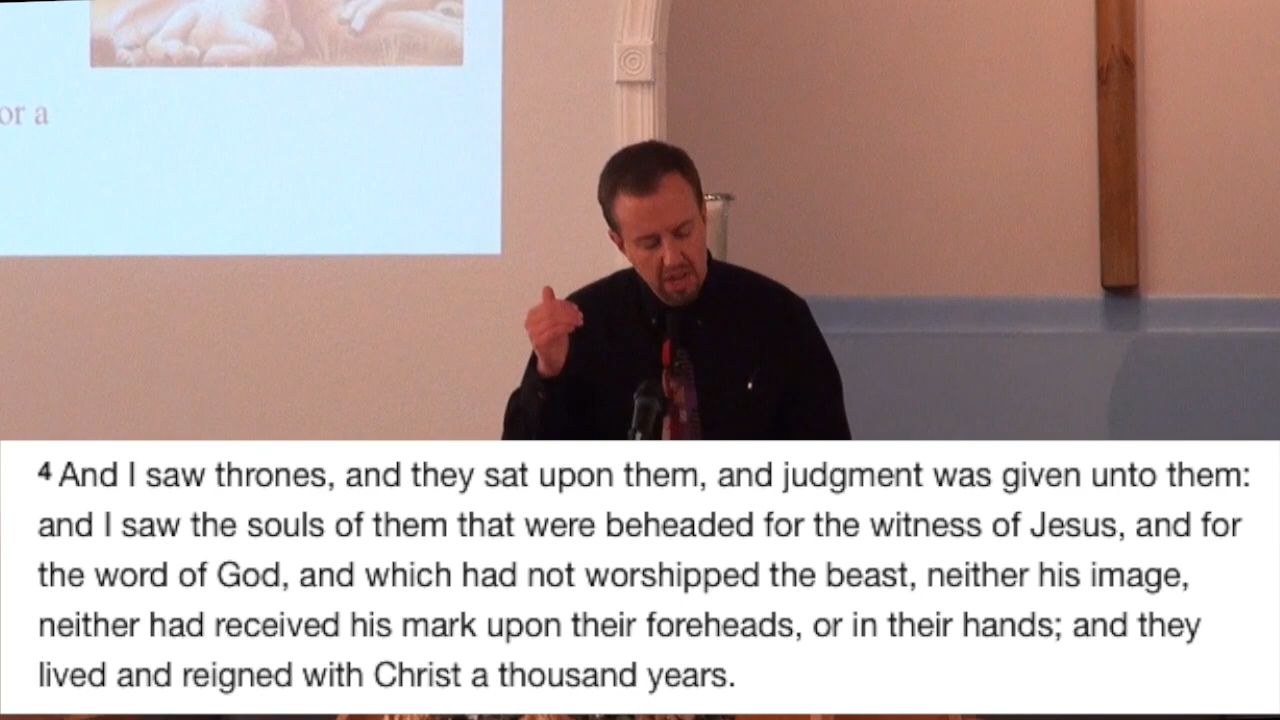 or a
4 And I saw thrones, and they sat upon them, and judgment was given unto them:
and I saw the souls of them that were beheaded for the witness of Jesus, and for
the word of God, and which had not worshipped the beast, neither his image,
neither had received his mark upon their foreheads, or in their hands; and they
lived and reigned with Christ a thousand years.